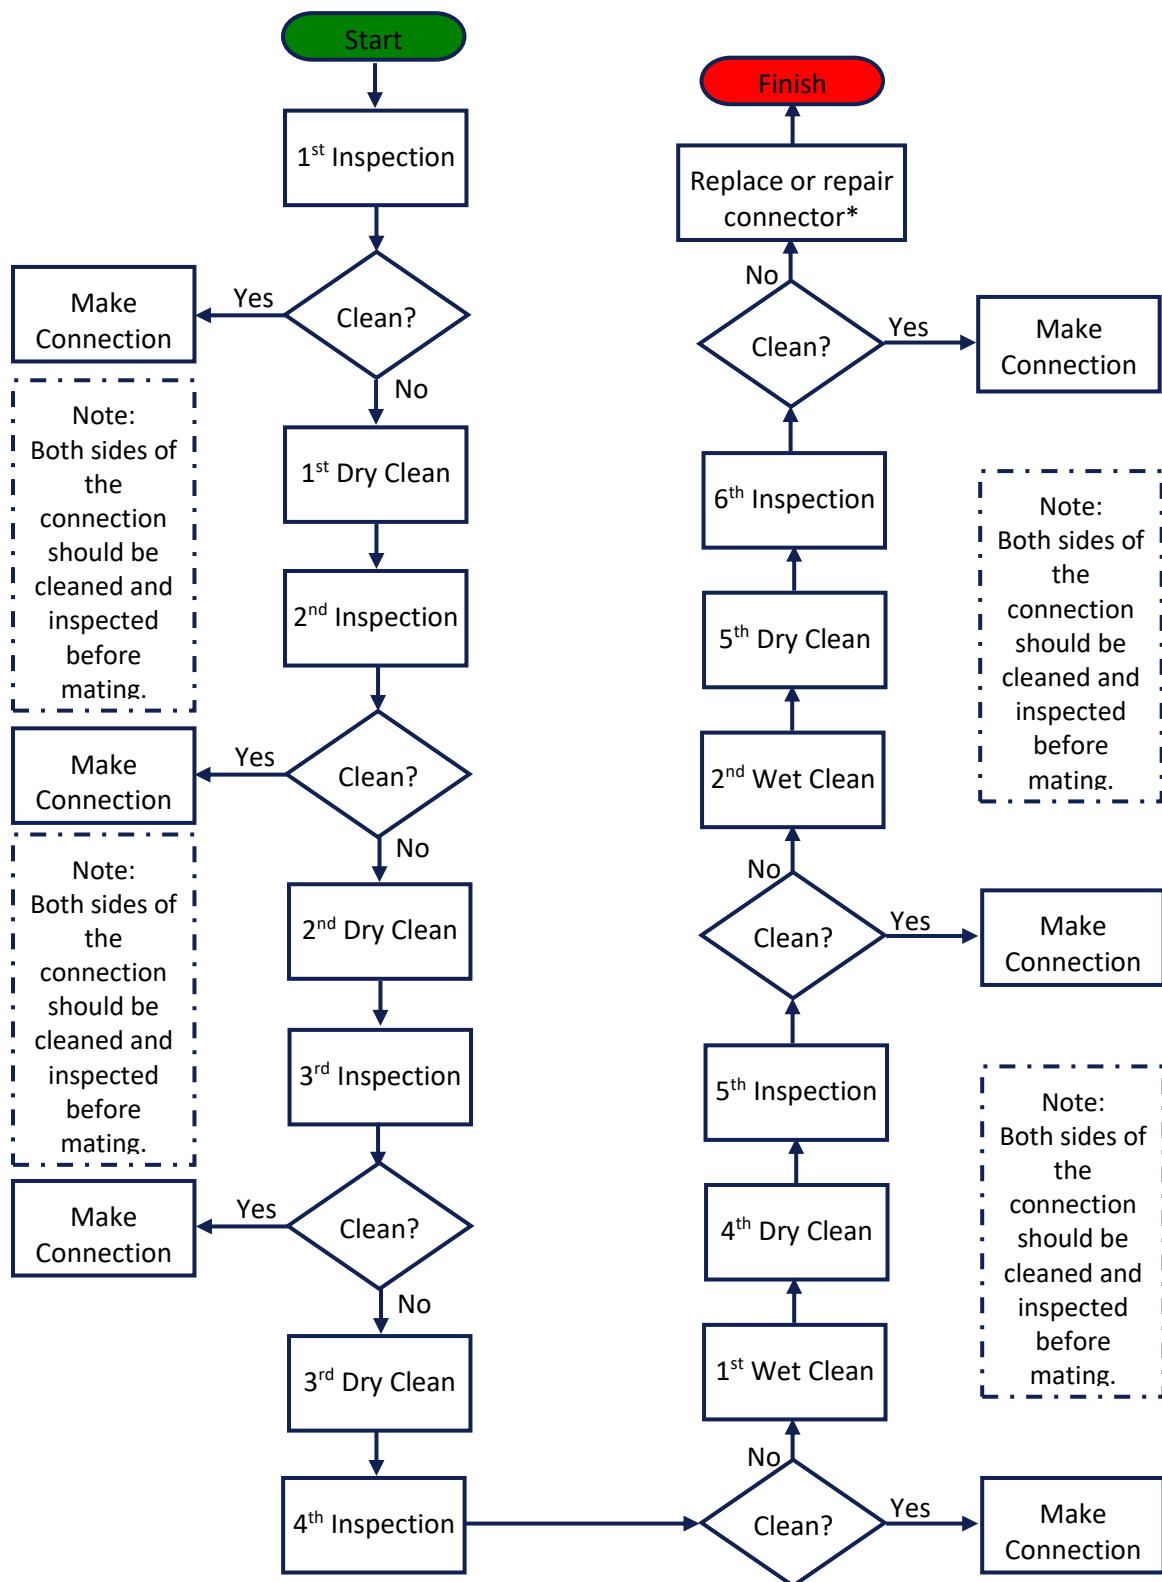 Start
1st Inspection
Clean?
Yes
Make
Connection
No
Note:
Both sides of
the
connection
should be
cleaned and
inspected
before
mating.
1st Dry Clean
2nd Inspection
Clean?
Yes
Make
Connection
No
Note:
Both sides of
the
connection
should be
cleaned and
inspected
before
mating.
2nd Dry Clean
3rd Inspection
Clean?
Yes
Make
Connection
No
3rd Dry Clean
4th Inspection
Clean?
Yes
Make
Connection
No
1st Wet Clean
4th Dry Clean
Note:
Both sides of
the
connection
should be
cleaned and
inspected
before
mating.
5th Inspection
Clean?
Yes
Make
Connection
No
2nd Wet Clean
5th Dry Clean
Note:
Both sides of
the
connection
should be
cleaned and
inspected
before
mating.
6th Inspection
Clean?
Yes
Make
Connection
No
Replace or repair
connector*
Finish